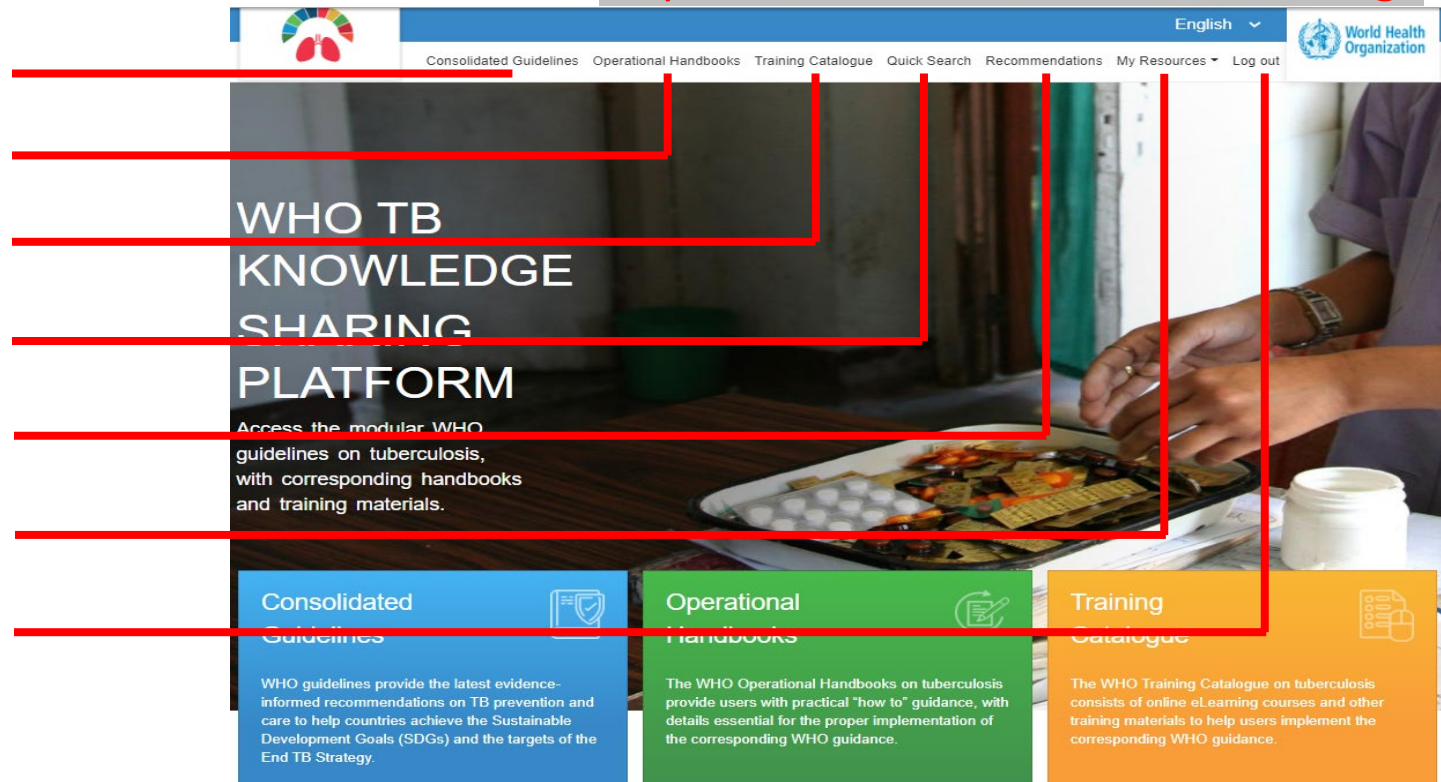 English
World Health
Organization
Consolidated Guidelines Operational Handbooks Training Catalogue Quick Search Recommendations My Resources Log out
WHO TB
KNOWLEDGE
SHARING
PLATFORM
Access the modular WHO
guidelines on tuberculosis,
with corresponding handbooks
and training materials.
Consolidated
Guidelines
WHO guidelines provide the latest evidence-
informed recommendations on TB prevention and
care to help countries achieve the Sustainable
Development Goals (SDGs) and the targets of the
End TB Strategy.
Operational
Handbooks
The WHO Operational Handbooks on tuberculosis
provide users with practical "how to" guidance, with
details essential for the proper implementation of
the corresponding WHO guidance.
Training
Catalogue
The WHO Training Catalogue on tuberculosis
consists of online eLearning courses and other
training materials to help users implement the
corresponding WHO guidance.